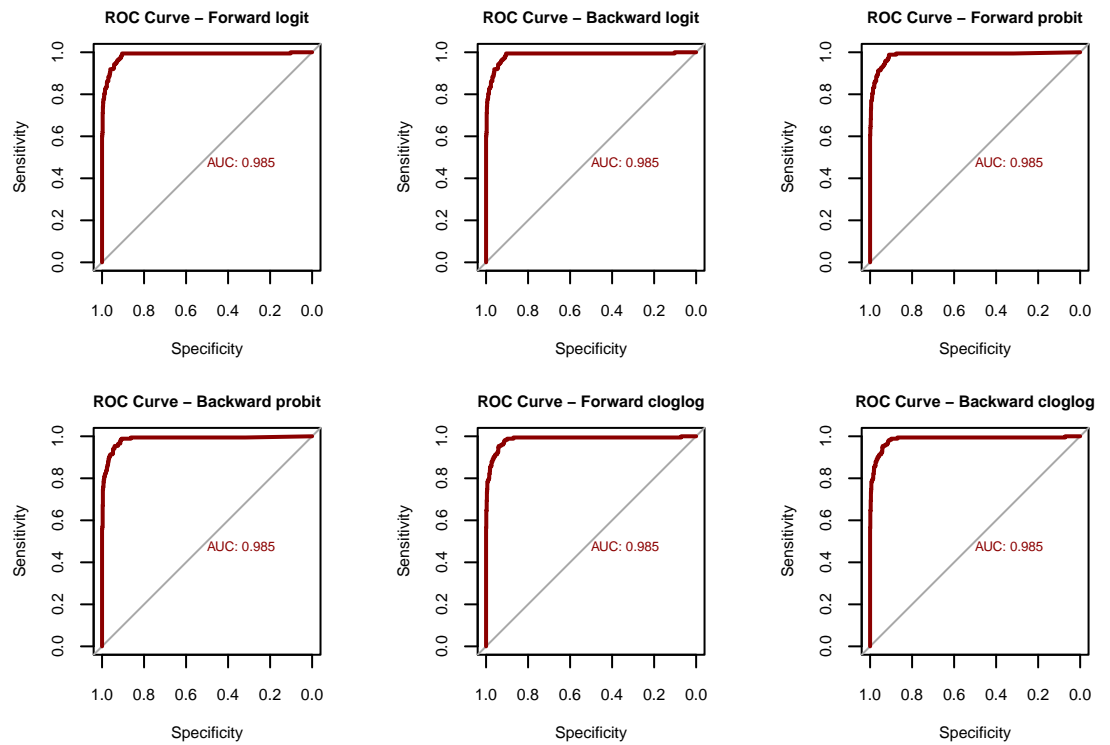 ROC Curve – Forward logit
Sensitivity
1.0
0.8
0.6
0.4
0.2
0.0
AUC: 0.985
1.0 0.8 0.6 0.4 0.2 0.0
Specificity
ROC Curve – Backward logit
Sensitivity
1.0
0.8
0.6
0.4
0.2
0.0
AUC: 0.985
1.0 0.8 0.6 0.4 0.2 0.0
Specificity
ROC Curve – Forward probit
Sensitivity
1.0
0.8
0.6
0.4
0.2
0.0
AUC: 0.985
1.0 0.8 0.6 0.4 0.2 0.0
Specificity
ROC Curve – Backward probit
Sensitivity
1.0
0.8
0.6
0.4
0.2
0.0
AUC: 0.985
1.0 0.8 0.6 0.4 0.2 0.0
Specificity
ROC Curve – Forward cloglog
Sensitivity
1.0
0.8
0.6
0.4
0.2
0.0
AUC: 0.985
1.0 0.8 0.6 0.4 0.2 0.0
Specificity
ROC Curve – Backward cloglog
Sensitivity
1.0
0.8
0.6
0.4
0.2
0.0
AUC: 0.985
1.0 0.8 0.6 0.4 0.2 0.0
Specificity